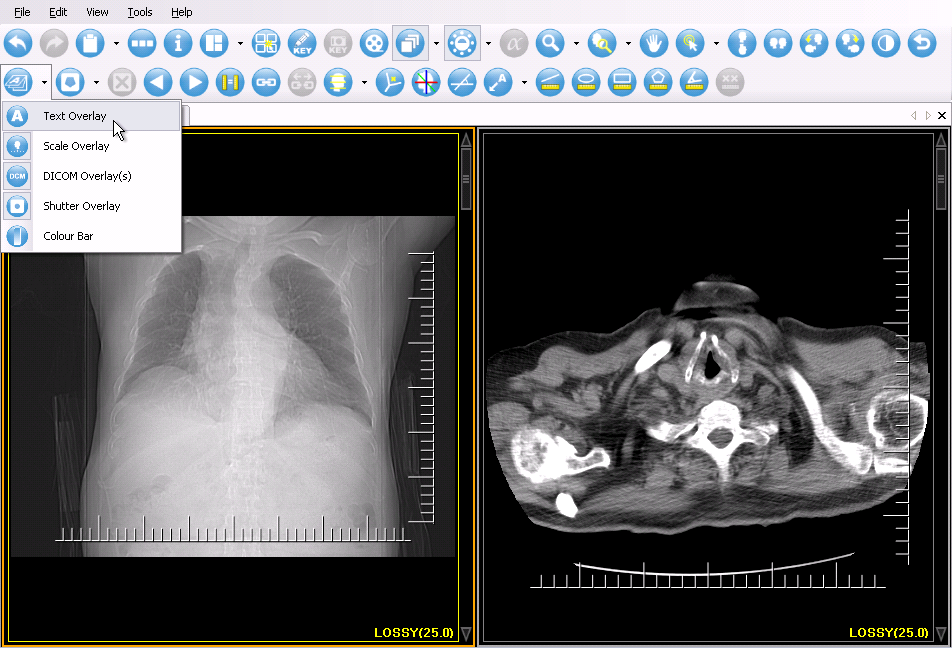 File Edit View Tools Help
KEY KEY
α
A Text Overlay
Scale Overlay
DCM DICOM Overlay(s)
Shutter Overlay
Colour Bar
LOSSY(25.0) LOSSY(25.0)